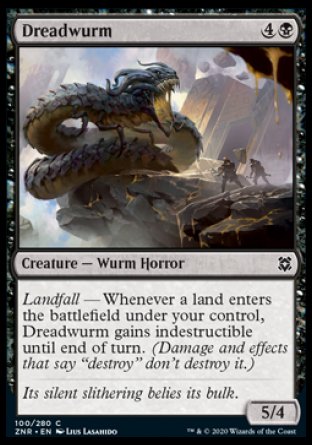 Dreadwurm 4
Creature — Wurm Horror
Landfall — Whenever a land enters
the battlefield under your control,
Dreadwurm gains indestructible
until end of turn. (Damage and effects
that say “destroy” don’t destroy it.)
Its silent slithering belies its bulk.
5/4
100/280 C
ZNR • EN LIUS LASAHIDO ™ & © 2020 Wizards of the Coast